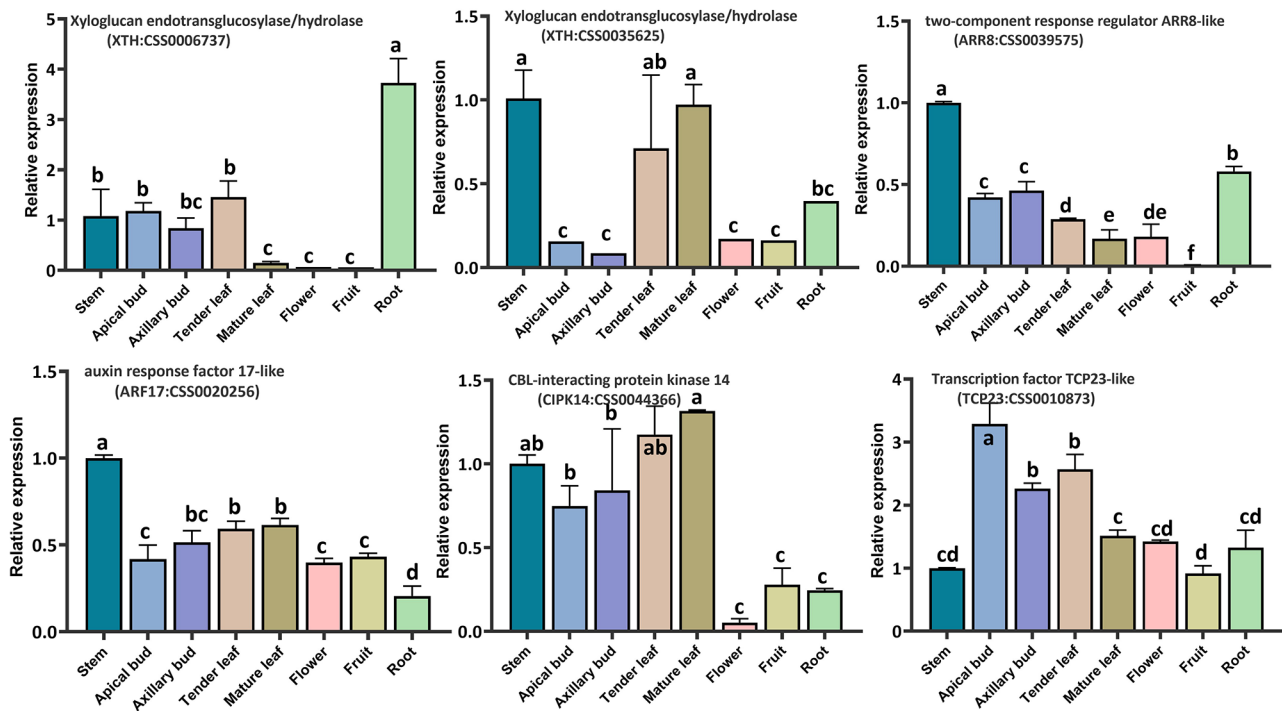 Xyloglucan endotransglucosylase/hydrolase
(XTH:CSS0006737)
Relative expression
5
4
3
2
1
0
b
b
bc
b
c
c
c
a
Stem
Apical bud
Axillary bud
Tender leaf
Mature leaf
Flower
Fruit
Root
Xyloglucan endotransglucosylase/hydrolase
(XTH:CSS0035625)
Relative expression
1.5
1.0
0.5
0.0
a
c
c
ab
a
c
c
bc
Stem
Apical bud
Axillary bud
Tender leaf
Mature leaf
Flower
Fruit
Root
two-component response regulator ARR8-like
(ARR8:CSS0039575)
Relative expression
1.5
1.0
0.5
0.0
a
c
c
d
e
de
f
b
Stem
Apical bud
Axillary bud
Tender leaf
Mature leaf
Flower
Fruit
Root
auxin response factor 17-like
(ARF17:CSS0020256)
Relative expression
1.5
1.0
0.5
0.0
a
c
bc
b
b
c
c
d
Stem
Apical bud
Axillary bud
Tender leaf
Mature leaf
Flower
Fruit
Root
CBL-interacting protein kinase 14
(CIPK14:CSS0044366)
Relative expression
1.5
1.0
0.5
0.0
ab
b
b
ab
a
c
c
c
Stem
Apical bud
Axillary bud
Tender leaf
Mature leaf
Flower
Fruit
Root
Transcription factor TCP23-like
(TCP23:CSS0010873)
Relative expression
4
3
2
1
0
cd
a
b
b
c
cd
d
cd
Stem
Apical bud
Axillary bud
Tender leaf
Mature leaf
Flower
Fruit
Root